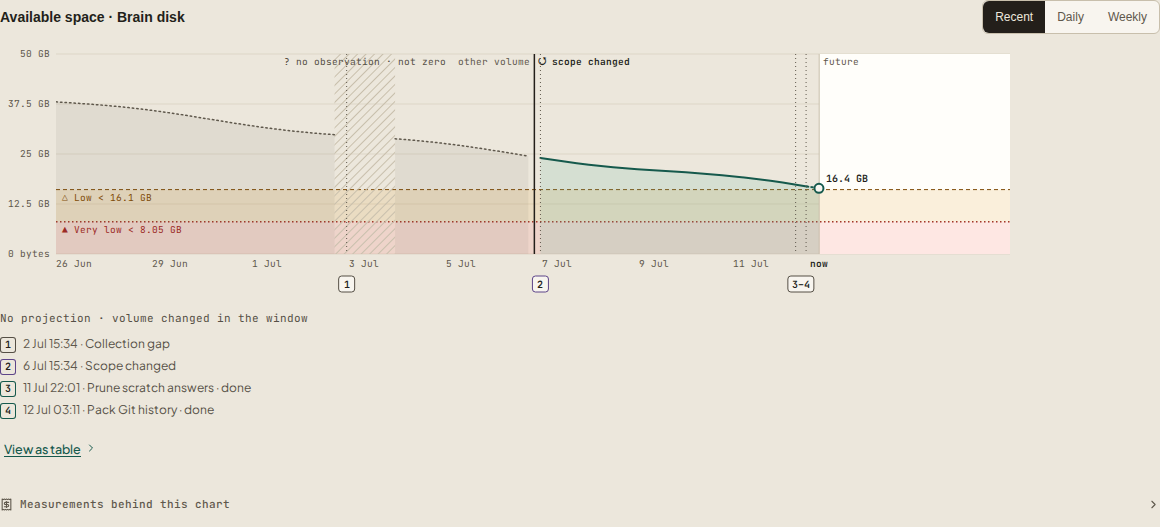 Available space · Brain disk
Recent Daily Weekly
50 GB
? no observation · not zero other volume
scope changed
future
37.5 GB
25 GB
16.4 GB
△ Low < 16.1 GB
12.5 GB
▲ Very low < 8.05 GB
0 bytes
26 Jun 29 Jun 1 Jul 3 Jul 5 Jul 7 Jul 9 Jul 11 Jul now
1 2 3–4
No projection · volume changed in the window
1 2 Jul 15:34 · Collection gap
2 6 Jul 15:34 · Scope changed
3 11 Jul 22:01 · Prune scratch answers · done
4 12 Jul 03:11 · Pack Git history · done
View as table
Measurements behind this chart